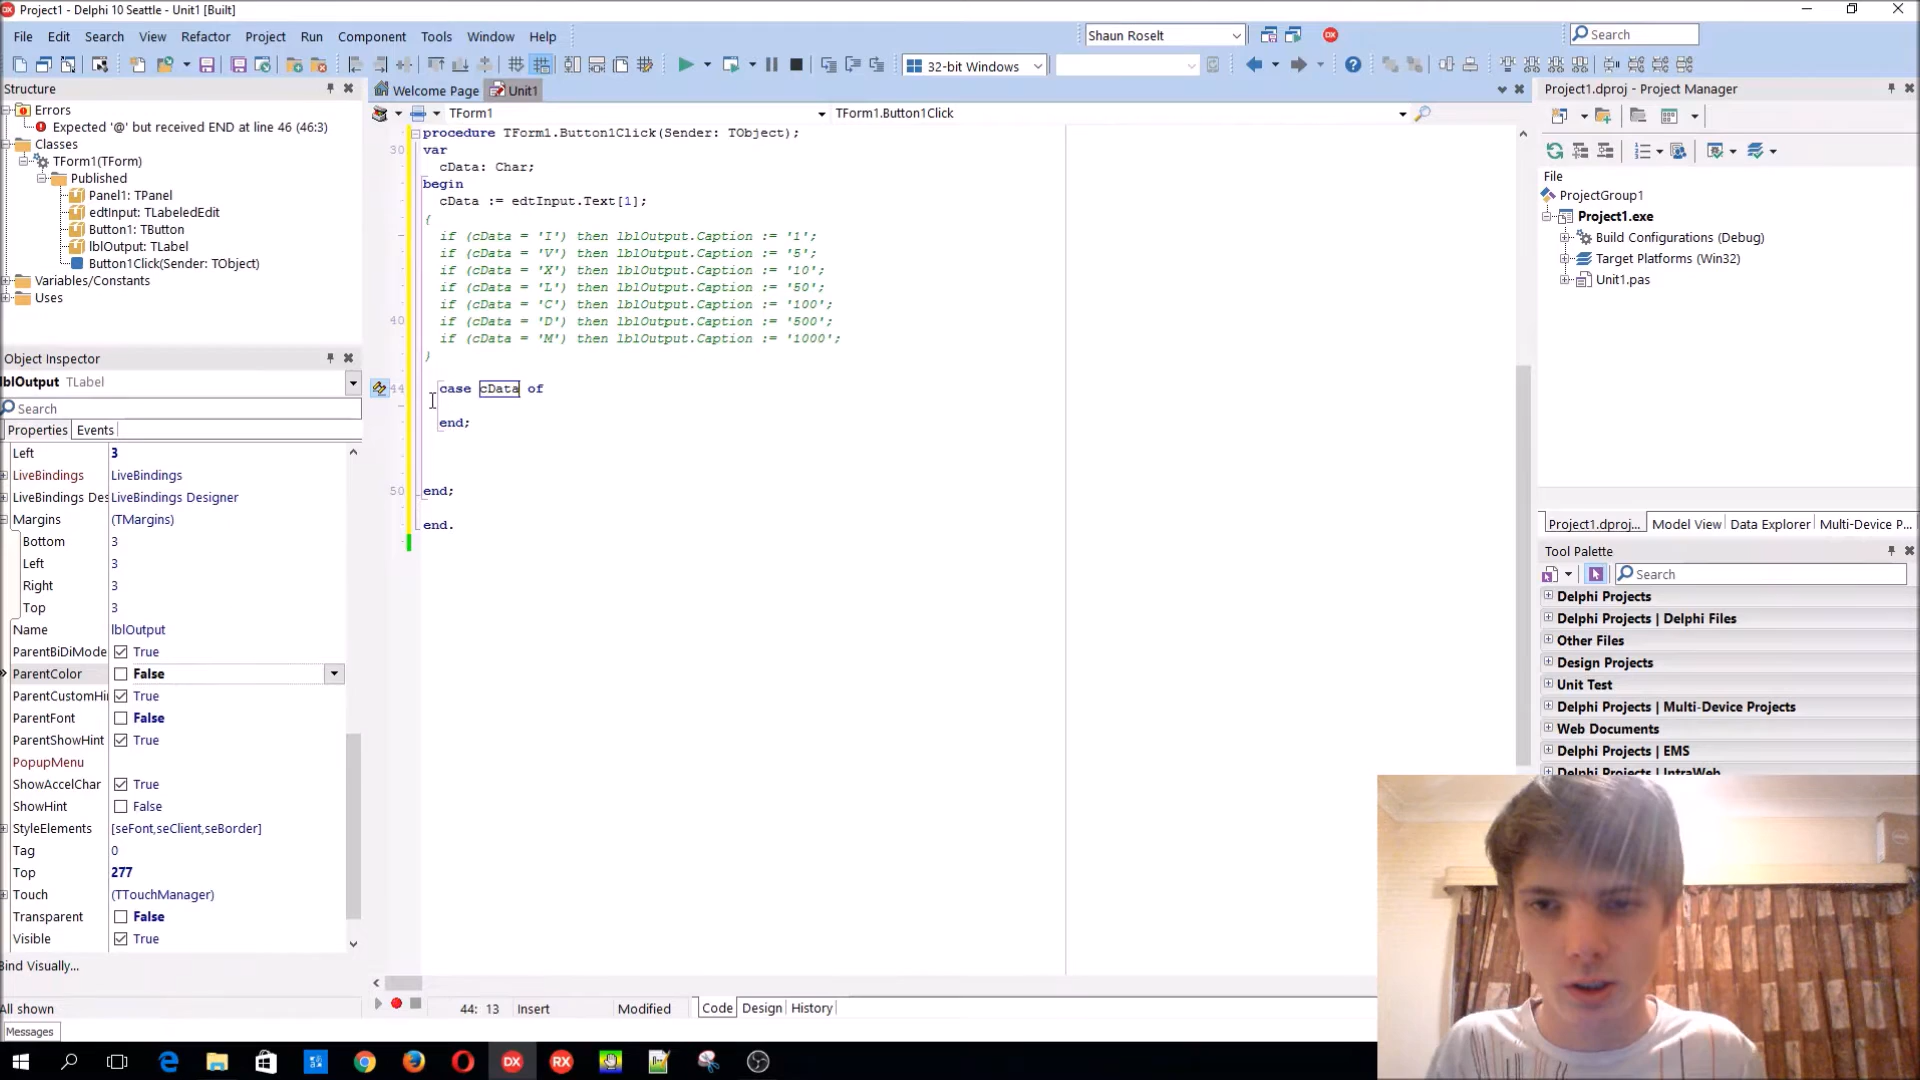 Project1 - Delphi 10 Seattle - Unit1 [Built]
File Edit Search View Refactor Project Run Component Tools Window Help
Shaun Roselt
Search
32-bit Windows
Structure
Welcome Page
Unit1
Project1.dproj - Project Manager
Errors
Expected '@' but received END at line 46 (46:3)
Classes
TForm1(TForm)
Published
Panel1: TPanel
edtInput: TLabeledEdit
Button1: TButton
lblOutput: TLabel
Button1Click(Sender: TObject)
Variables/Constants
Uses
TForm1
TForm1.Button1Click
procedure TForm1.Button1Click(Sender: TObject);
30
var
cData: Char;
begin
cData := edtInput.Text[1];
{
if (cData = 'I') then lblOutput.Caption := '1';
if (cData = 'V') then lblOutput.Caption := '5';
if (cData = 'X') then lblOutput.Caption := '10';
if (cData = 'L') then lblOutput.Caption := '50';
if (cData = 'C') then lblOutput.Caption := '100';
40
if (cData = 'D') then lblOutput.Caption := '500';
if (cData = 'M') then lblOutput.Caption := '1000';
}
44
case cData of
end;
50
end;
end.
File
ProjectGroup1
Project1.exe
Build Configurations (Debug)
Target Platforms (Win32)
Unit1.pas
Project1.dproj...
Model View
Data Explorer
Multi-Device P...
Tool Palette
Search
Delphi Projects
Delphi Projects | Delphi Files
Other Files
Design Projects
Unit Test
Delphi Projects | Multi-Device Projects
Web Documents
Delphi Projects | EMS
Delphi Projects | IntraWeb
Object Inspector
lblOutput TLabel
Search
Properties Events
Left 3
LiveBindings LiveBindings
LiveBindings Des LiveBindings Designer
Margins (TMargins)
Bottom 3
Left 3
Right 3
Top 3
Name lblOutput
ParentBiDiMode True
ParentColor False
ParentCustomHi True
ParentFont False
ParentShowHint True
PopupMenu
ShowAccelChar True
ShowHint False
StyleElements [seFont,seClient,seBorder]
Tag 0
Top 277
Touch (TTouchManager)
Transparent False
Visible True
Bind Visually...
All shown
44: 13
Insert
Modified
Code
Design
History
Messages
DX
RX